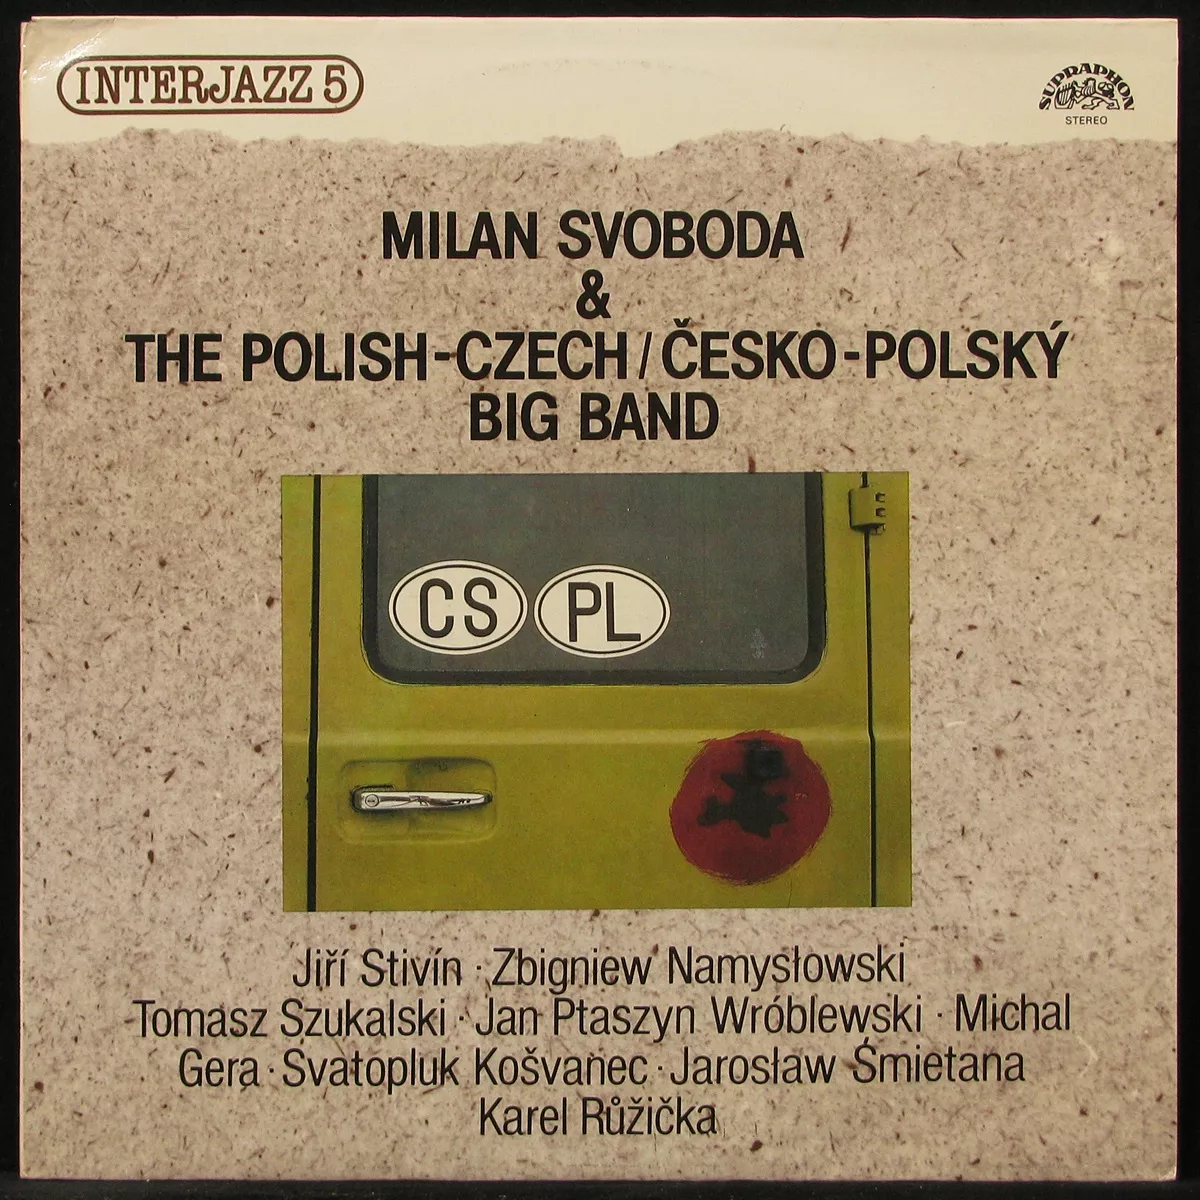 INTERJAZZ 5
SUPRAPHON
STEREO
MILAN SVOBODA
&
THE POLISH-CZECH/ČESKO-POLSKÝ
BIG BAND
CS PL
Jiří Stivín · Zbigniew Namysłowski
Tomasz Szukalski · Jan Ptaszyn Wróblewski · Michal
Gera · Svatopluk Košvanec · Jarosław Śmietana
Karel Růžička